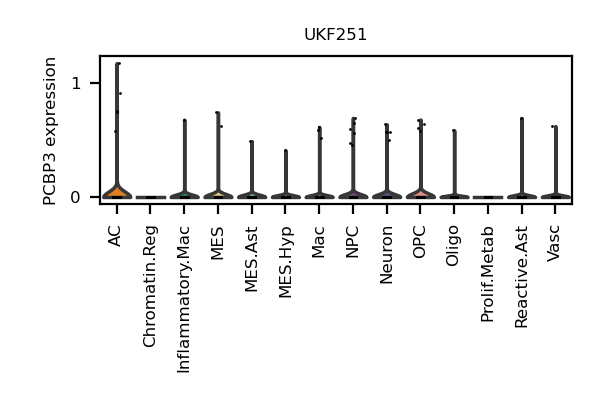 UKF251
PCBP3 expression
1
0
AC
Chromatin.Reg
Inflammatory.Mac
MES
MES.Ast
MES.Hyp
Mac
NPC
Neuron
OPC
Oligo
Prolif.Metab
Reactive.Ast
Vasc